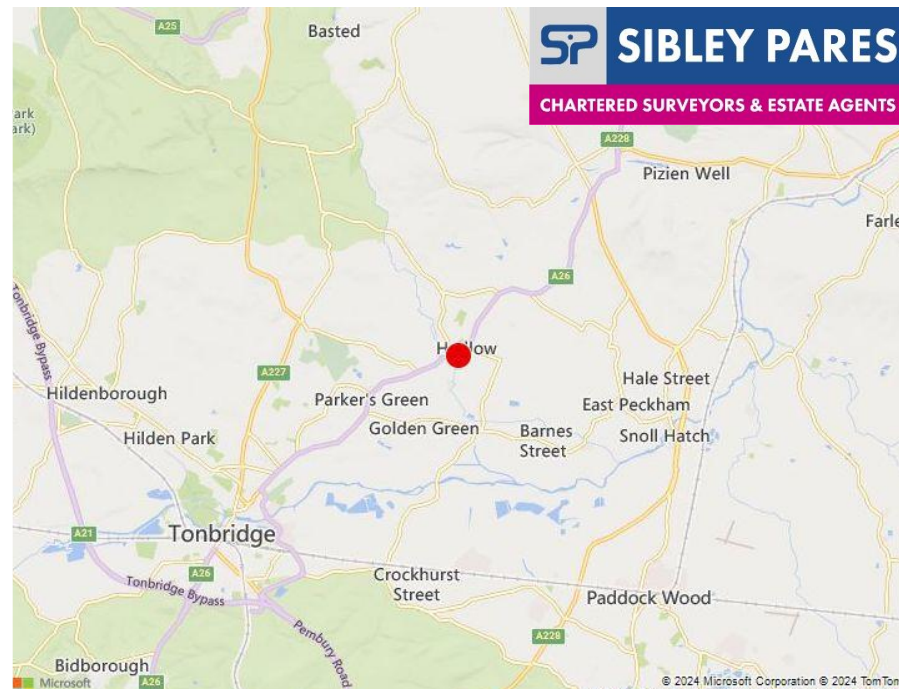 A25
Basted
SP SIBLEY PARES
CHARTERED SURVEYORS & ESTATE AGENTS
ark
ark)
A228
Pizien Well
Farle
A26
Tonbridge Bypass
A227
Hale Street
Hildenborough
Parker's Green
East Peckham
Hilden Park
Golden Green
Barnes
Street
Snoll Hatch
A21
Tonbridge
A26
Tonbridge Bypass
Crockhurst
Street
Paddock Wood
Pembury Road
A228
Bidborough
A26
Microsoft
© 2024 Microsoft Corporation © 2024 TomTom